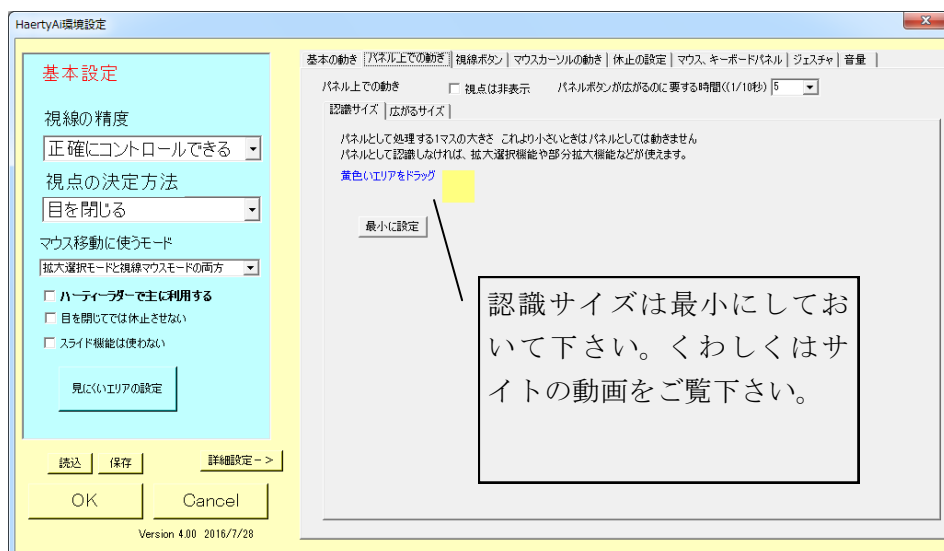 HaertyAi環境設定
基本設定
視線の精度
正確にコントロールできる
視点の決定方法
目を閉じる
マウス移動に使うモード
拡大選択モードと視線マウスモードの両方
ハーティーラダーで主に利用する
目を閉じてでは休止させない
スライド機能は使わない
見にくいエリアの設定
読込 保存 詳細設定->
OK Cancel
Version 4.00 2016/7/28
基本の動き パネル上での動き 視線ボタン マウスカーソルの動き 休止の設定 マウス、キーボードパネル ジェスチャ 音量
パネル上での動き 視点は非表示 パネルボタンが広がるのに要する時間((1/10秒) 5
認識サイズ 広がるサイズ
パネルとして処理する1マスの大きさ これより小さいときはパネルとしては動きません
パネルとして認識しなければ、拡大選択機能や部分拡大機能などが使えます。
黄色いエリアをドラッグ
最小に設定
認識サイズは最小にしてお
いて下さい。くわしくはサ
イトの動画をご覧下さい。